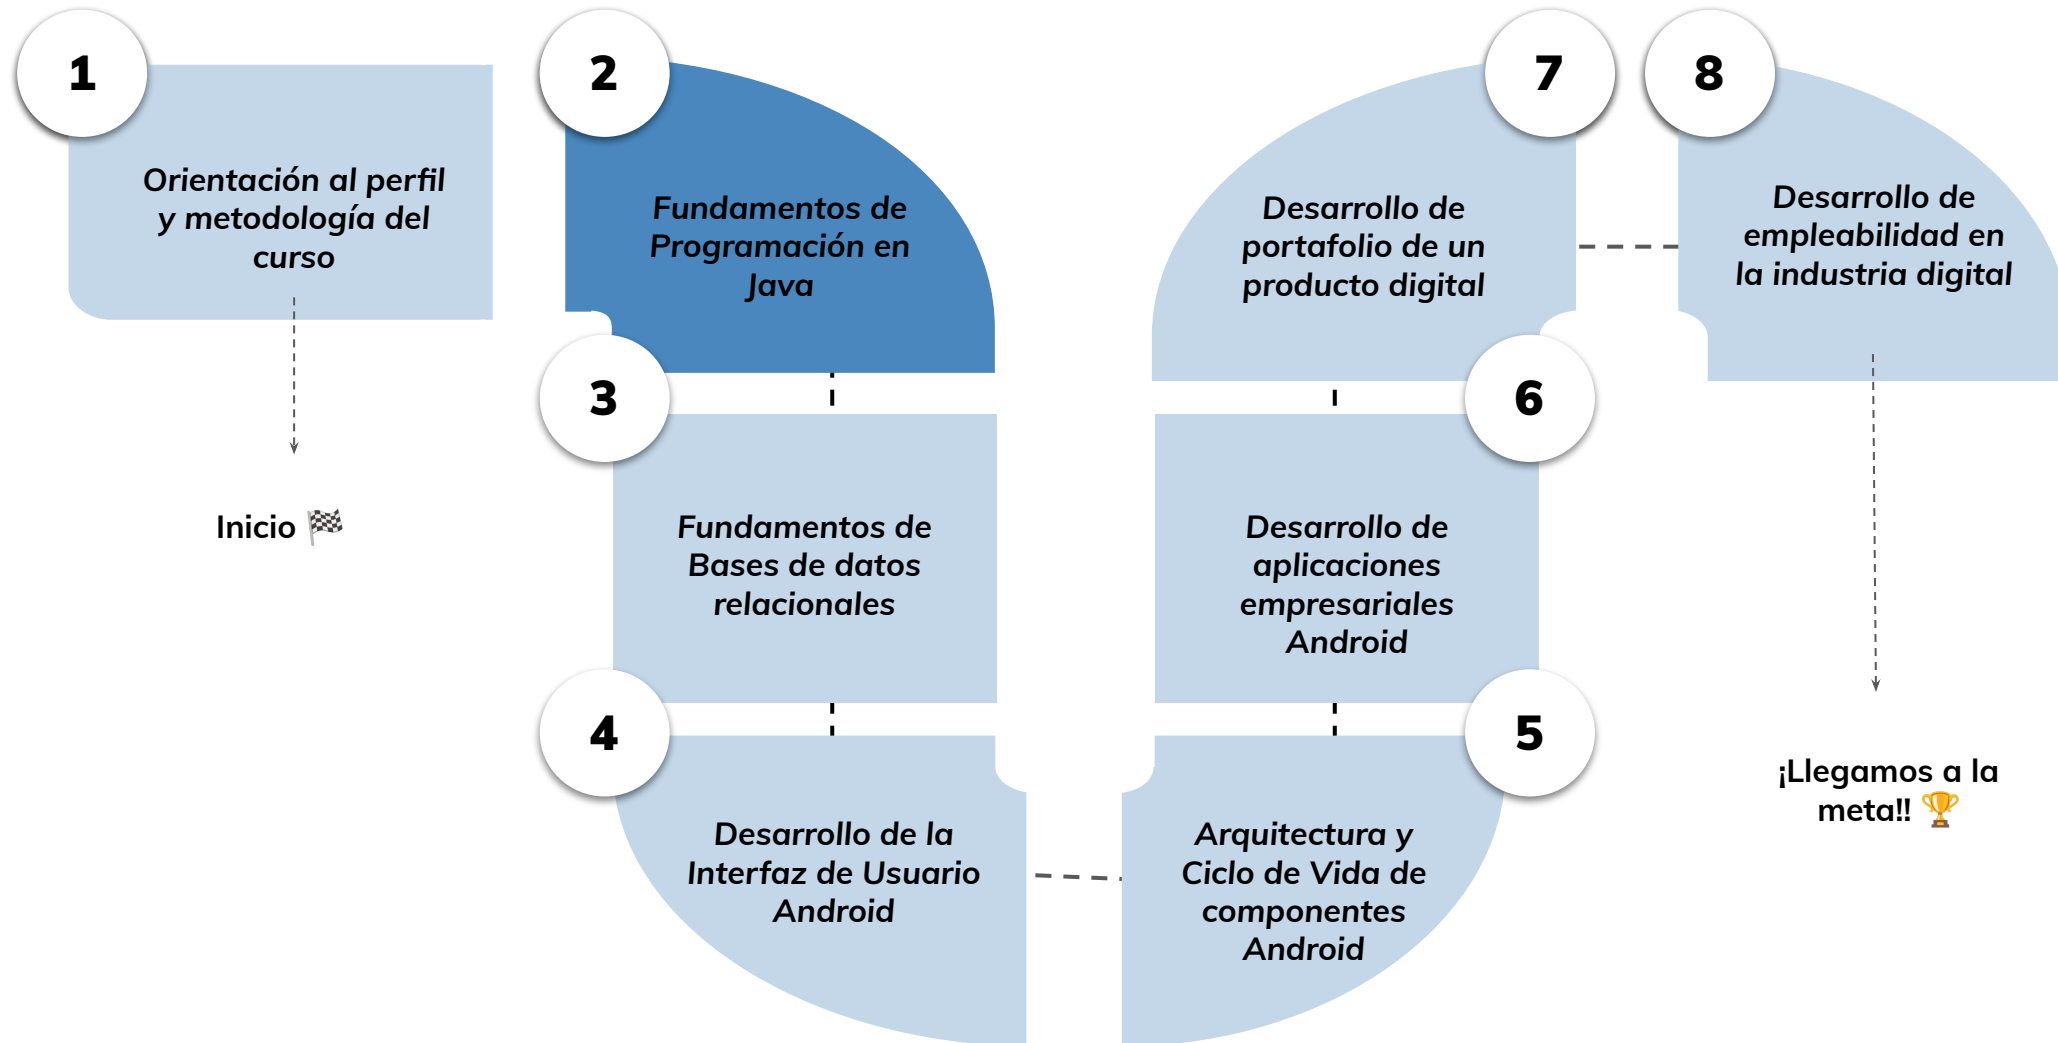 1
Orientación al perfil
y metodología del
curso
Inicio 🏁
2
Fundamentos de
Programación en
Java
3
Fundamentos de
Bases de datos
relacionales
4
Desarrollo de la
Interfaz de Usuario
Android
5
Arquitectura y
Ciclo de Vida de
componentes
Android
6
Desarrollo de
aplicaciones
empresariales
Android
7
Desarrollo de
portafolio de un
producto digital
8
Desarrollo de
empleabilidad en
la industria digital
¡Llegamos a la
meta!! 🏆